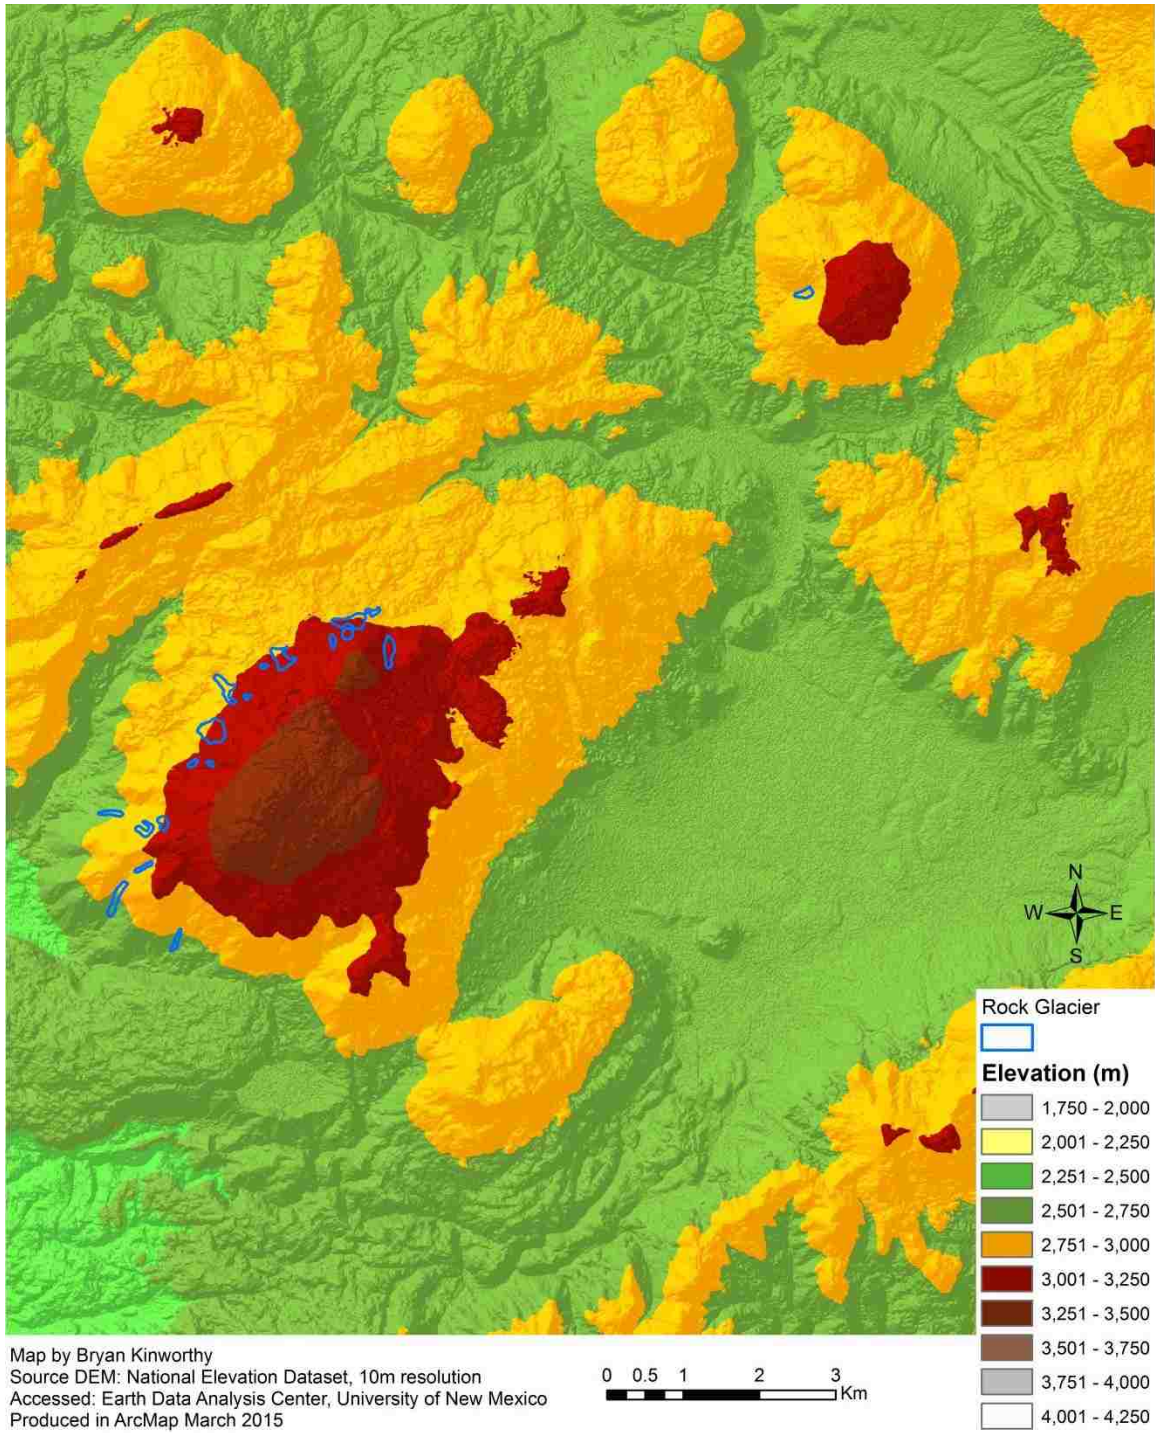 N
W E
S
Rock Glacier
Elevation (m)
1,750 - 2,000
2,001 - 2,250
2,251 - 2,500
2,501 - 2,750
2,751 - 3,000
3,001 - 3,250
3,251 - 3,500
3,501 - 3,750
3,751 - 4,000
4,001 - 4,250
Map by Bryan Kinworthy
Source DEM: National Elevation Dataset, 10m resolution
Accessed: Earth Data Analysis Center, University of New Mexico
Produced in ArcMap March 2015
0 0.5 1 2 3
Km